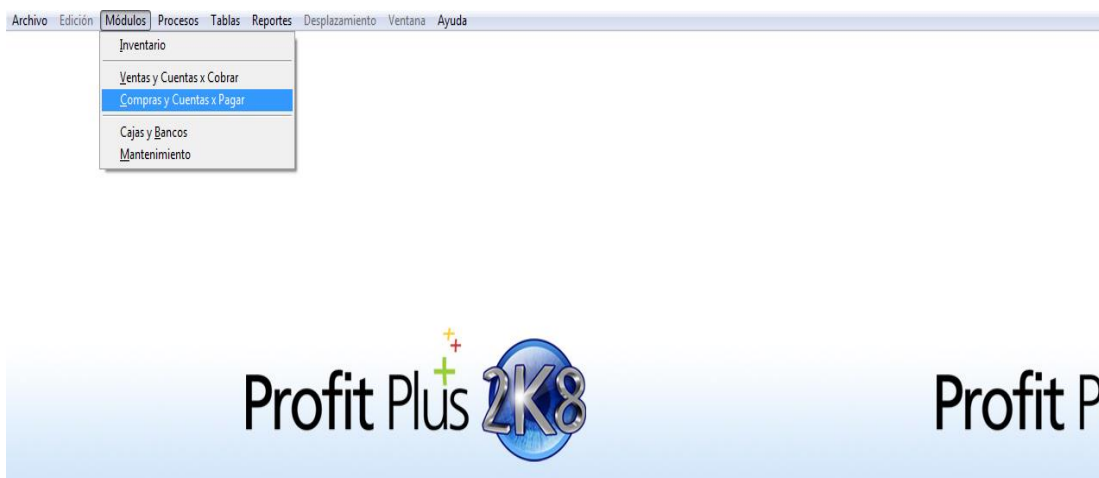 Archivo Edición Módulos Procesos Tablas Reportes Desplazamiento Ventana Ayuda
Inventario
Ventas y Cuentas x Cobrar
Compras y Cuentas x Pagar
Cajas y Bancos
Mantenimiento
Profit Plus 2K8
Profit P